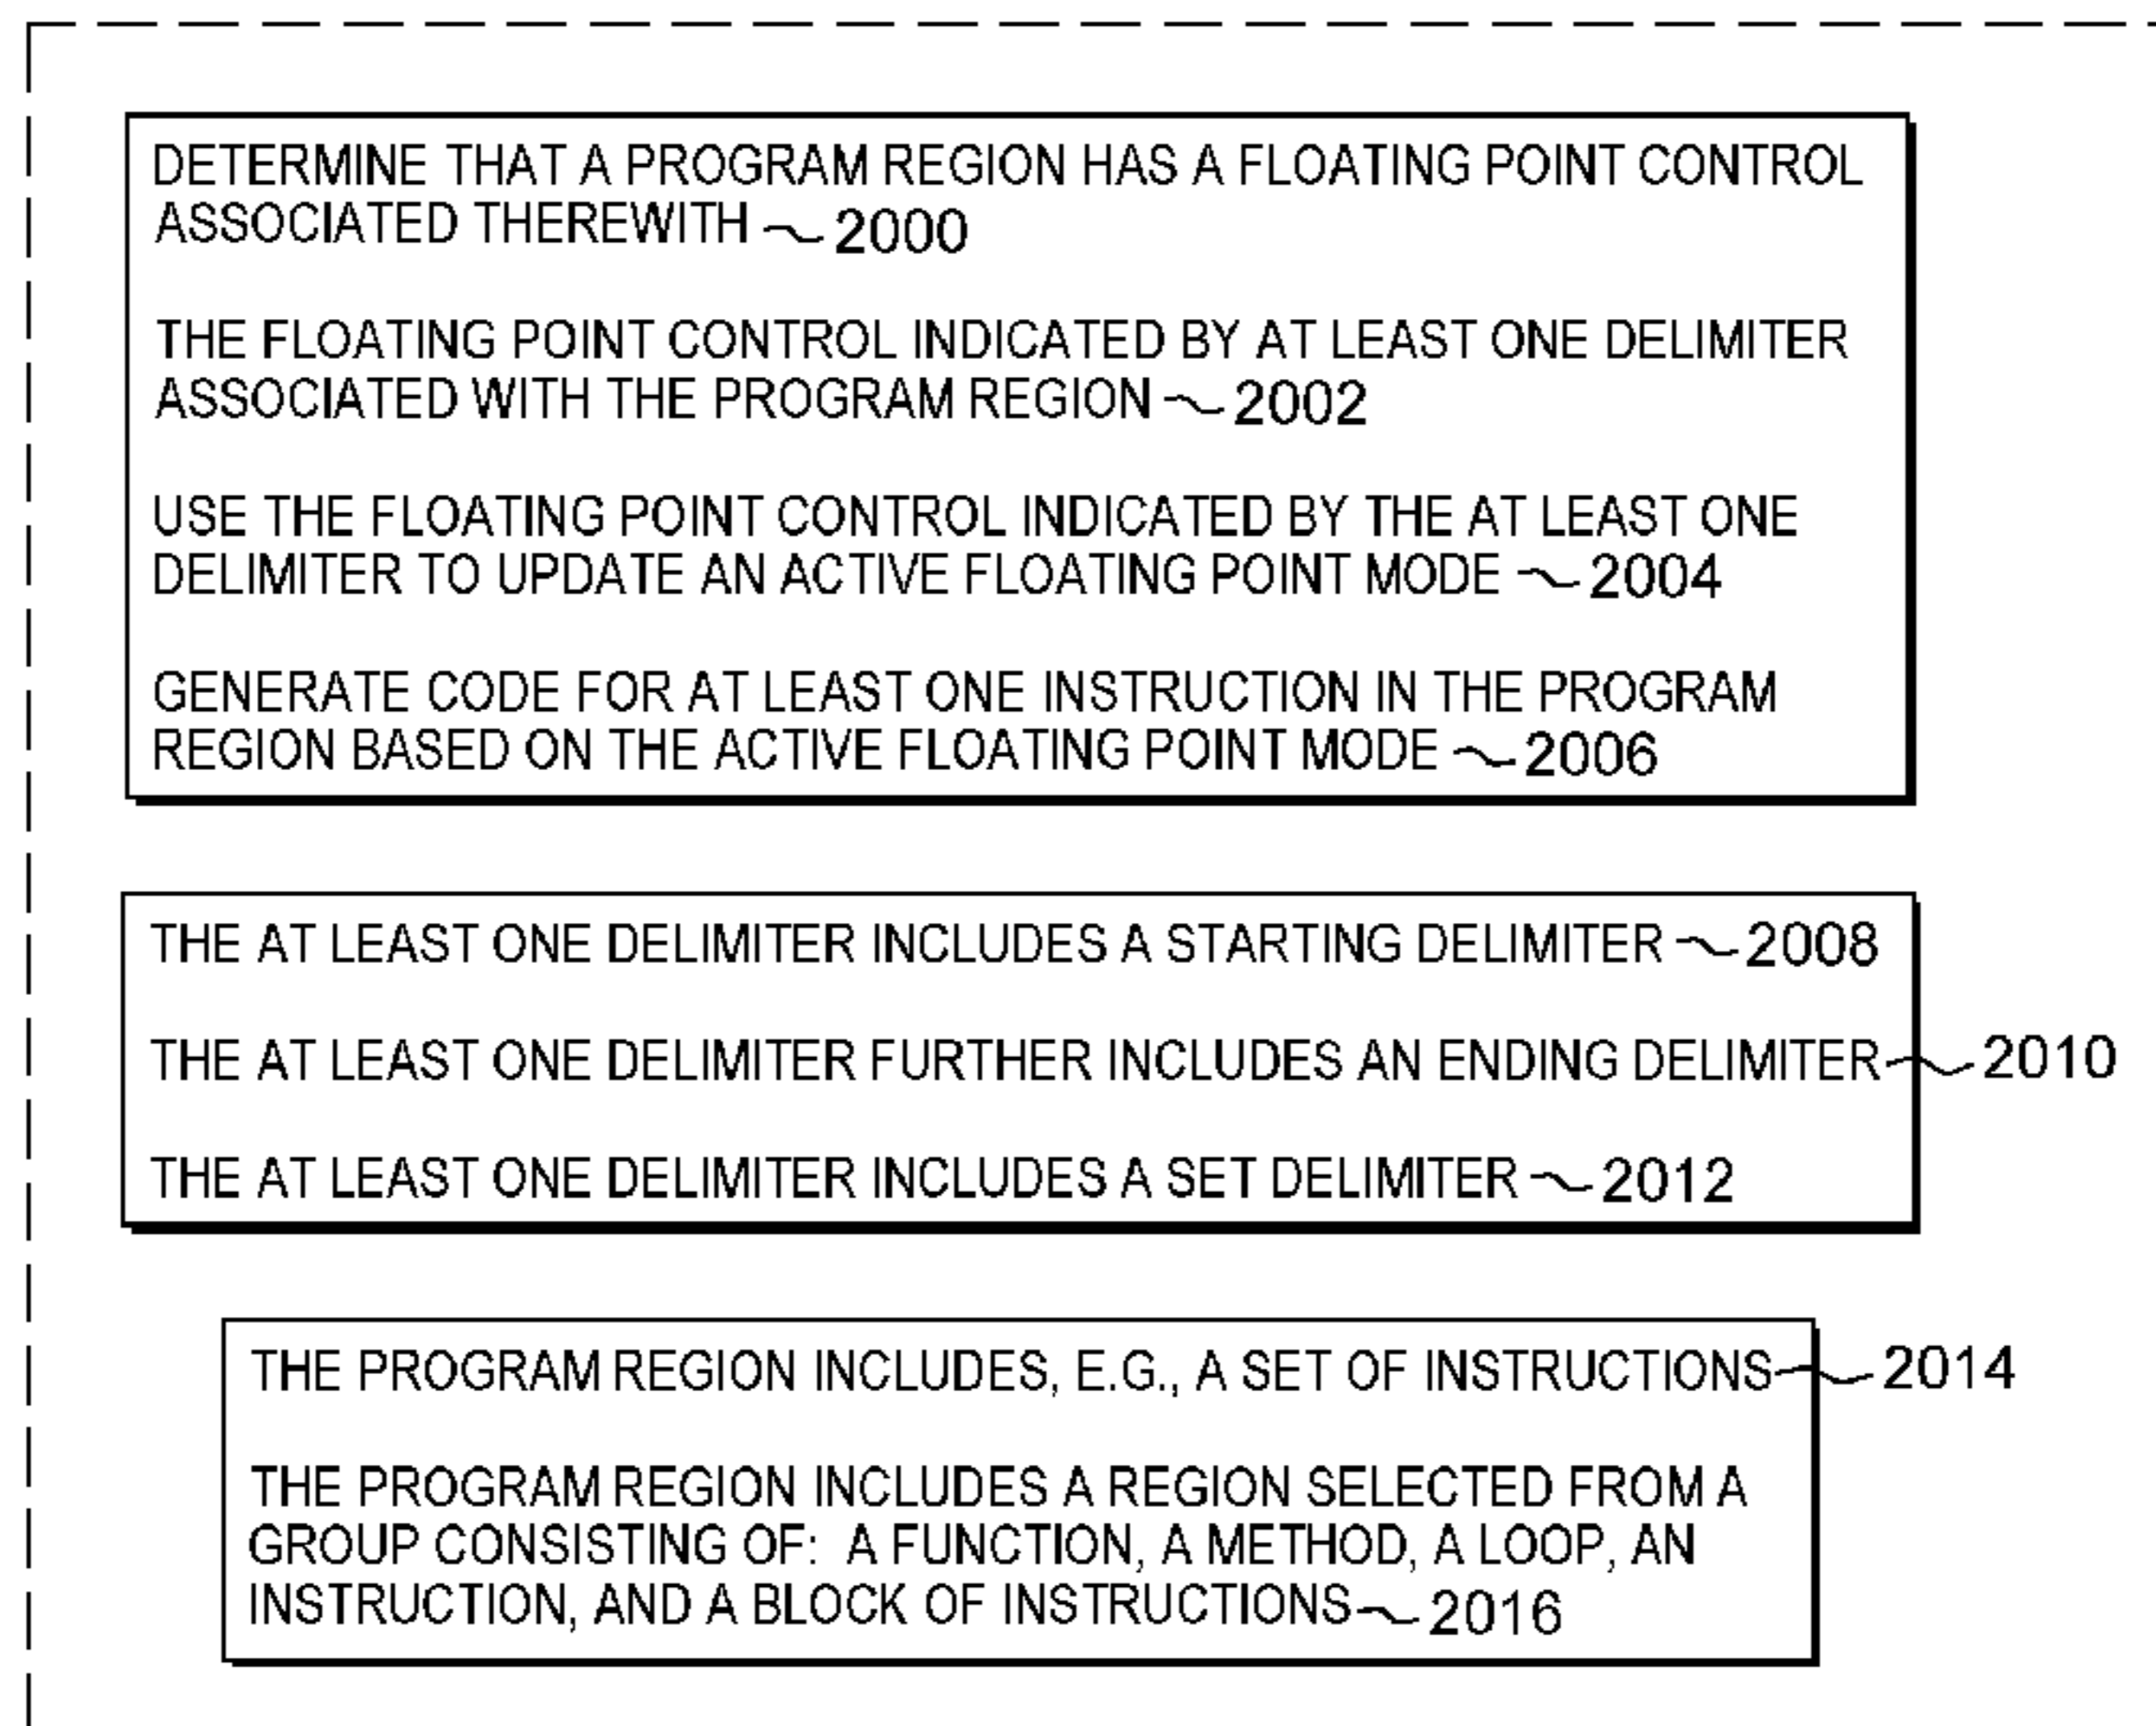 DETERMINE THAT A PROGRAM REGION HAS A FLOATING POINT CONTROL
ASSOCIATED THEREWITH 2000
THE FLOATING POINT CONTROL INDICATED BY AT LEAST ONE DELIMITER
ASSOCIATED WITH THE PROGRAM REGION 2002
USE THE FLOATING POINT CONTROL INDICATED BY THE AT LEAST ONE
DELIMITER TO UPDATE AN ACTIVE FLOATING POINT MODE 2004
GENERATE CODE FOR AT LEAST ONE INSTRUCTION IN THE PROGRAM
REGION BASED ON THE ACTIVE FLOATING POINT MODE 2006
THE AT LEAST ONE DELIMITER INCLUDES A STARTING DELIMITER 2008
THE AT LEAST ONE DELIMITER FURTHER INCLUDES AN ENDING DELIMITER 2010
THE AT LEAST ONE DELIMITER INCLUDES A SET DELIMITER 2012
THE PROGRAM REGION INCLUDES, E.G., A SET OF INSTRUCTIONS 2014
THE PROGRAM REGION INCLUDES A REGION SELECTED FROM A
GROUP CONSISTING OF: A FUNCTION, A METHOD, A LOOP, AN
INSTRUCTION, AND A BLOCK OF INSTRUCTIONS 2016